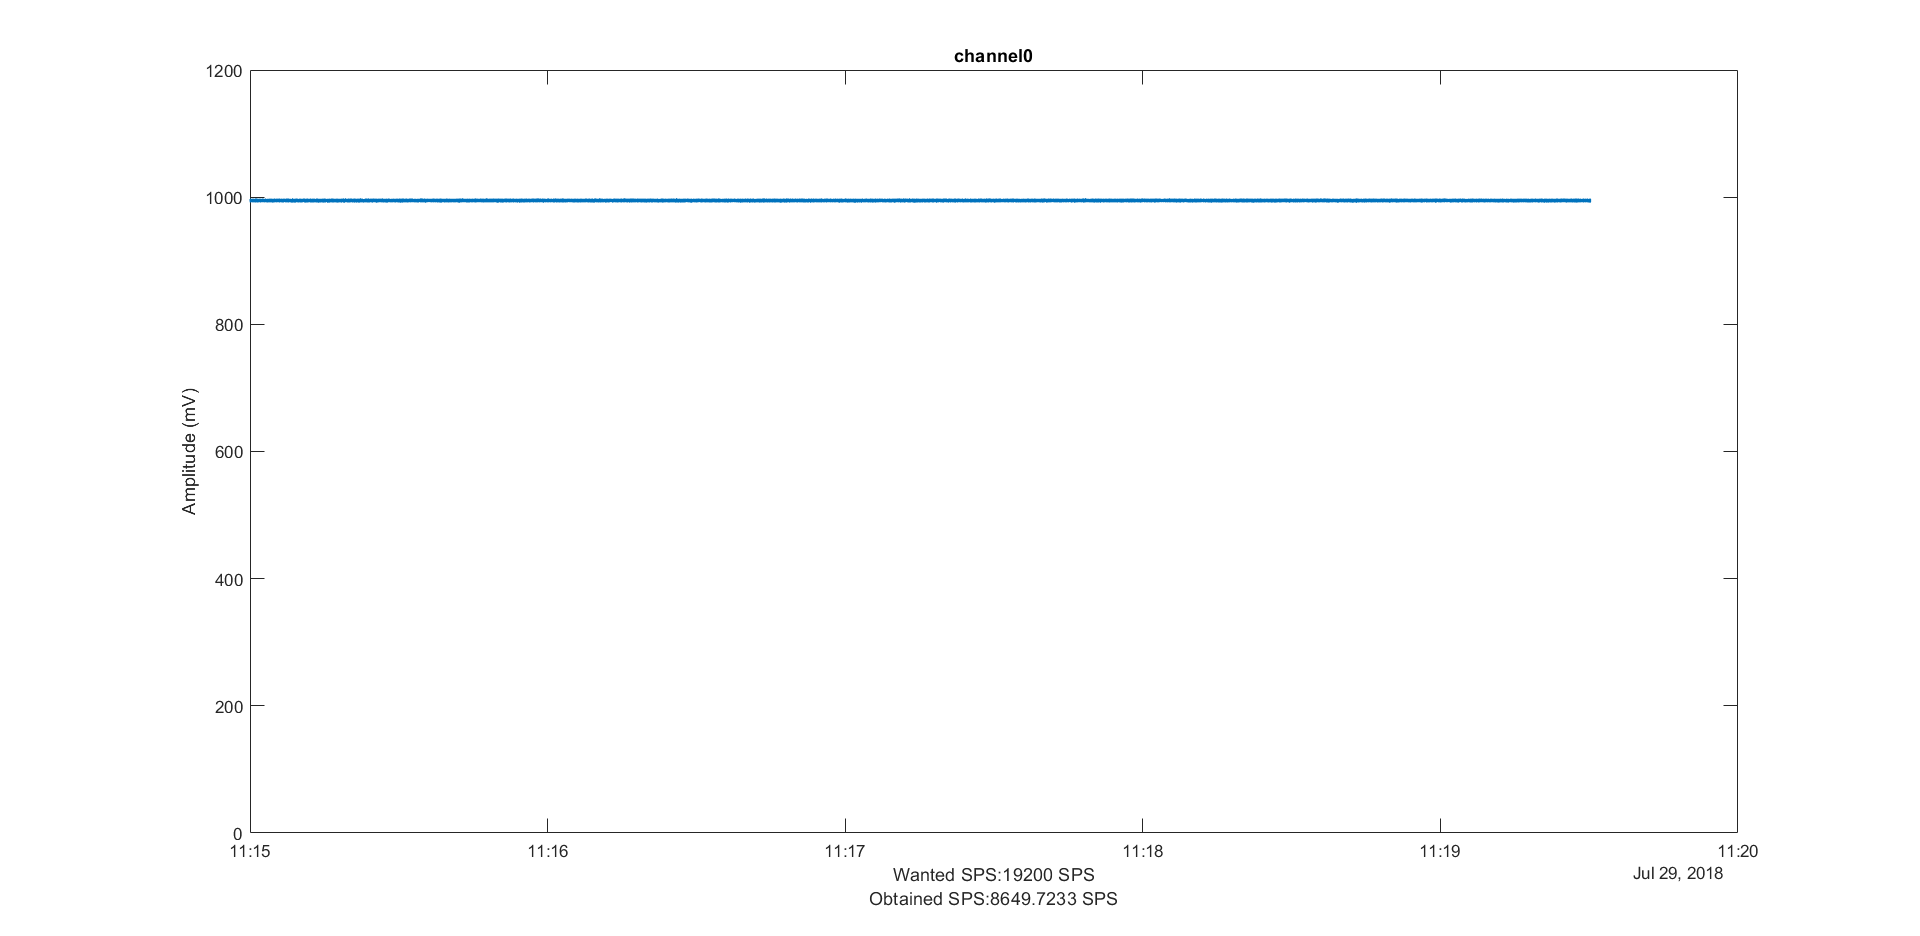 channel0
1200
1000
800
600
400
200
0
Amplitude (mV)
11:15 11:16 11:17 11:18 11:19 11:20
Wanted SPS:19200 SPS
Jul 29, 2018
Obtained SPS:8649.7233 SPS